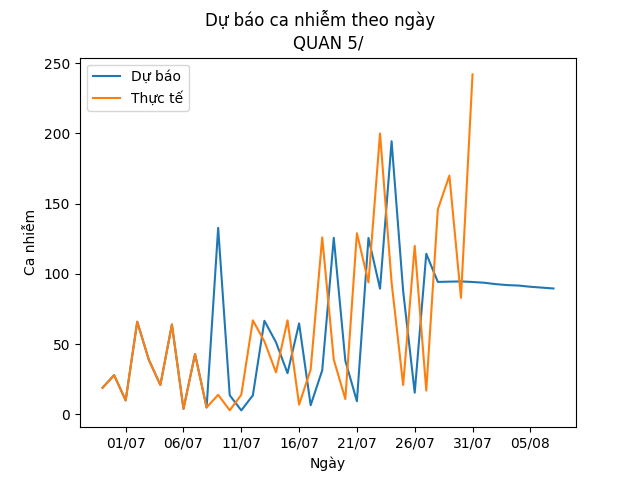 Dự báo ca nhiễm theo ngày
QUAN 5/
Dự báo
Thực tế
Ca nhiễm
250
200
150
100
50
0
01/07 06/07 11/07 16/07 21/07 26/07 31/07 05/08
Ngày